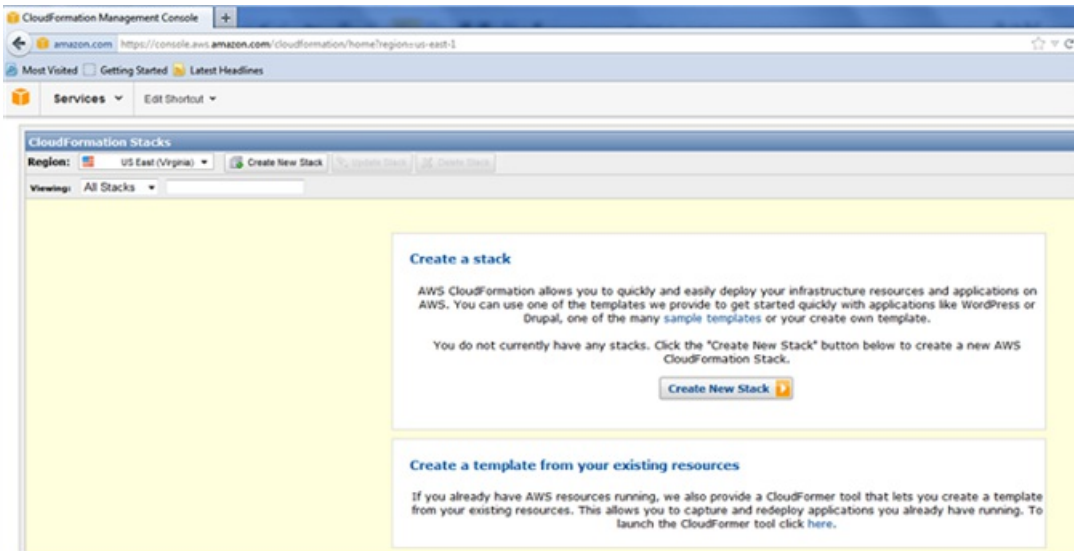 CloudFormation Management Console +
amazon.com https://console.aws.amazon.com/cloudformation/home?region=us-east-1
Most Visited Getting Started Latest Headlines
Services Edit Shortcut
CloudFormation Stacks
Region: US East (Virginia) Create New Stack Update Stack Delete Stack
Viewing: All Stacks
Create a stack
AWS CloudFormation allows you to quickly and easily deploy your infrastructure resources and applications on
AWS. You can use one of the templates we provide to get started quickly with applications like WordPress or
Drupal, one of the many sample templates or your create own template.
You do not currently have any stacks. Click the "Create New Stack" button below to create a new AWS
CloudFormation Stack.
Create New Stack
Create a template from your existing resources
If you already have AWS resources running, we also provide a CloudFormer tool that lets you create a template
from your existing resources. This allows you to capture and redeploy applications you already have running. To
launch the CloudFormer tool click here.